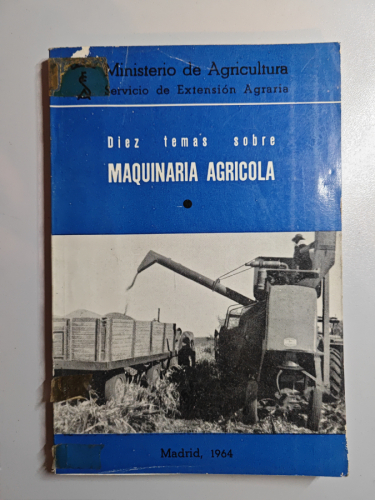 Ministerio de Agricultura
Servicio de Extensión Agraria
Diez temas sobre
MAQUINARIA AGRICOLA
Madrid, 1964